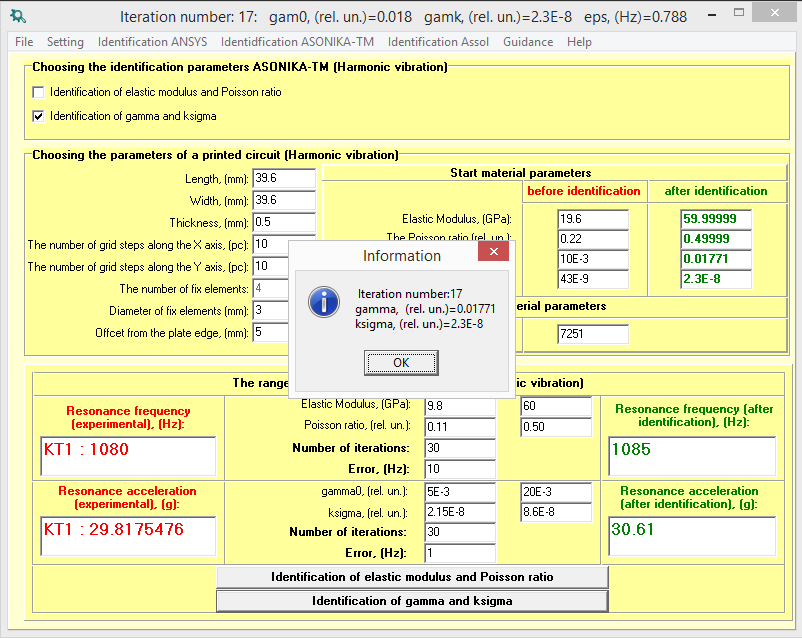 Iteration number: 17:   gam0, (rel. un.)=0.018   gamk, (rel. un.)=2.3E-8   eps, (Hz)=0.788
File Setting Identification ANSYS Identidfication ASONIKA-TM Identification Assol Guidance Help
Choosing the identification parameters ASONIKA-TM (Harmonic vibration)
Identification of elastic modulus and Poisson ratio
Identification of gamma and ksigma
Choosing the parameters of a printed circuit (Harmonic vibration)
Length, (mm): 39.6
Width, (mm): 39.6
Thickness, (mm): 0.5
The number of grid steps along the X axis, (pc): 10
The number of grid steps along the Y axis, (pc): 10
The number of fix elements: 4
Diameter of fix elements (mm): 3
Offcet from the plate edge, (mm): 5
Start material parameters
before identification after identification
Elastic Modulus, (GPa): 19.6 59.99999
The Poisson ratio (rel. un.): 0.22 0.49999
10E-3 0.01771
43E-9 2.3E-8
erial parameters
7251
Information
Iteration number:17
gamma,  (rel. un.)=0.01771
ksigma, (rel. un.)=2.3E-8
OK
The range ic vibration)
Resonance frequency
(experimental), (Hz):
KT1 : 1080
Elastic Modulus, (GPa): 9.8 60
Poisson ratio, (rel. un.): 0.11 0.50
Number of iterations: 30
Error, (Hz): 10
Resonance frequency (after
identification), (Hz):
1085
Resonance acceleration
(experimental), (g):
KT1 : 29.8175476
gamma0, (rel. un.): 5E-3 20E-3
ksigma, (rel. un.): 2.15E-8 8.6E-8
Number of iterations: 30
Error, (Hz): 1
Resonance acceleration
(after identification), (g):
30.61
Identification of elastic modulus and Poisson ratio
Identification of gamma and ksigma